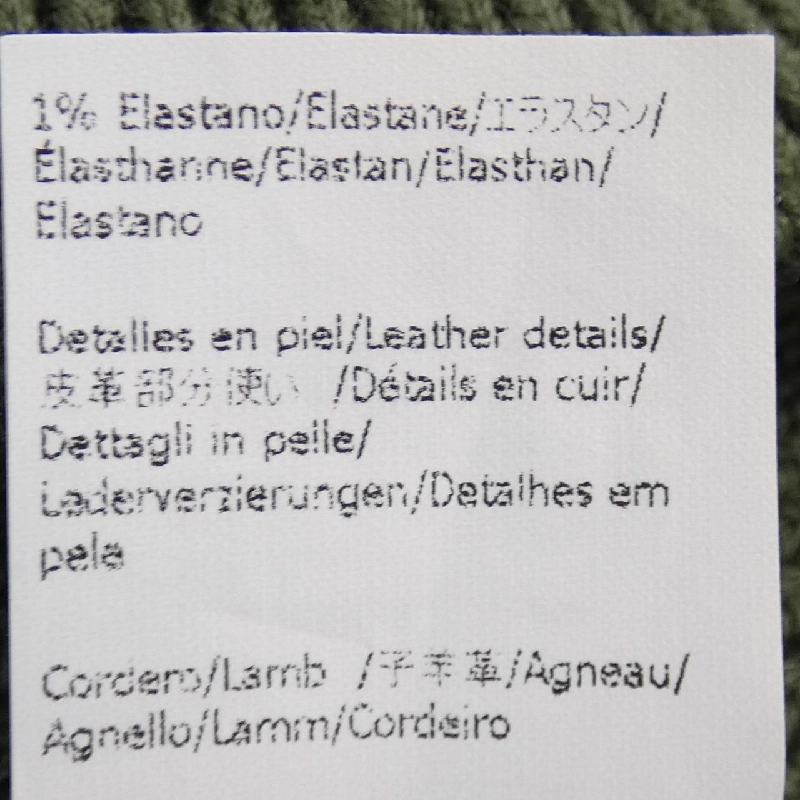 1% Elastano/Elastane/エラスタン/
Élasthanne/Elastan/Elasthan/
Elastano
Detalles en piel/Leather details/
皮革部分使い /Détails en cuir/
Dettagli in pelle/
Lederverzierungen/Detalhes em
pele
Cordero/Lamb /子羊革/Agneau/
Agnello/Lamm/Cordeiro